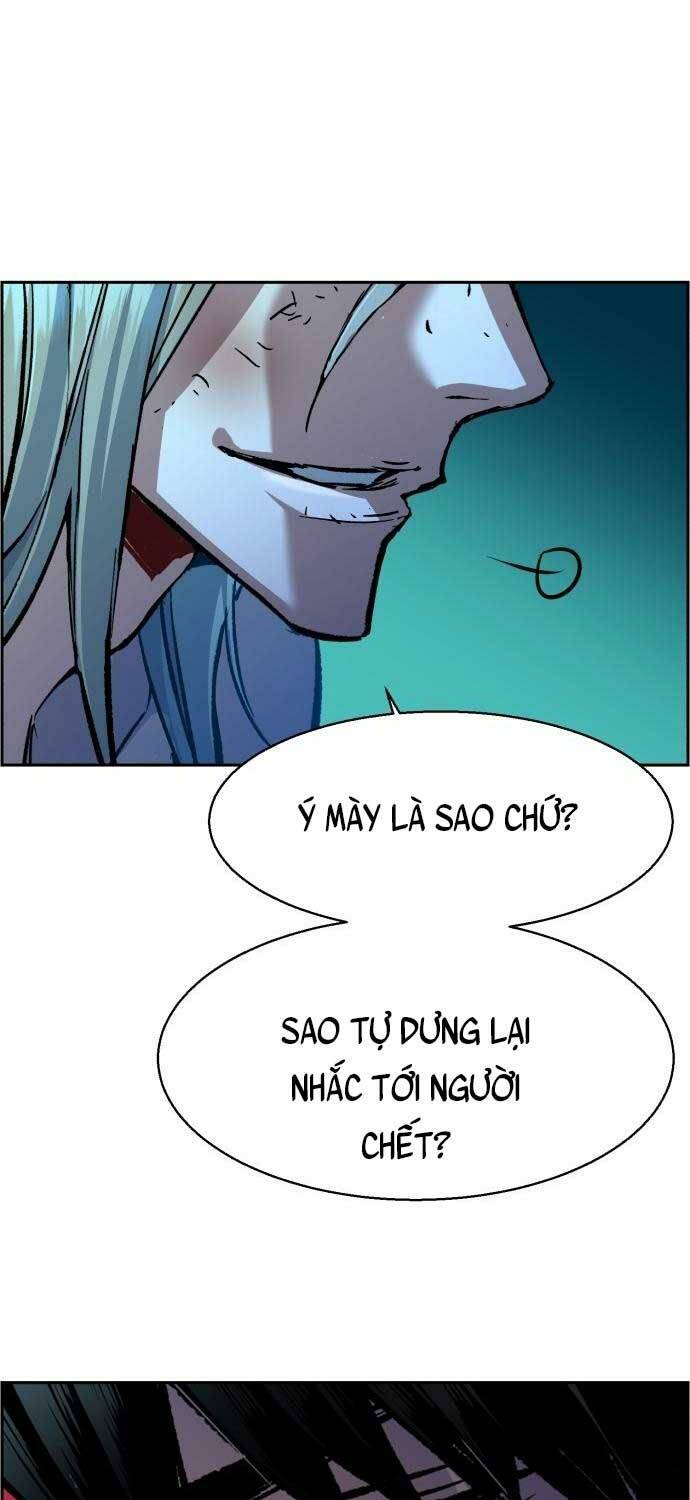 Ý MÀY LÀ SAO CHỨ?
SAO TỰ DƯNG LẠI
NHẮC TỚI NGƯỜI
CHẾT?